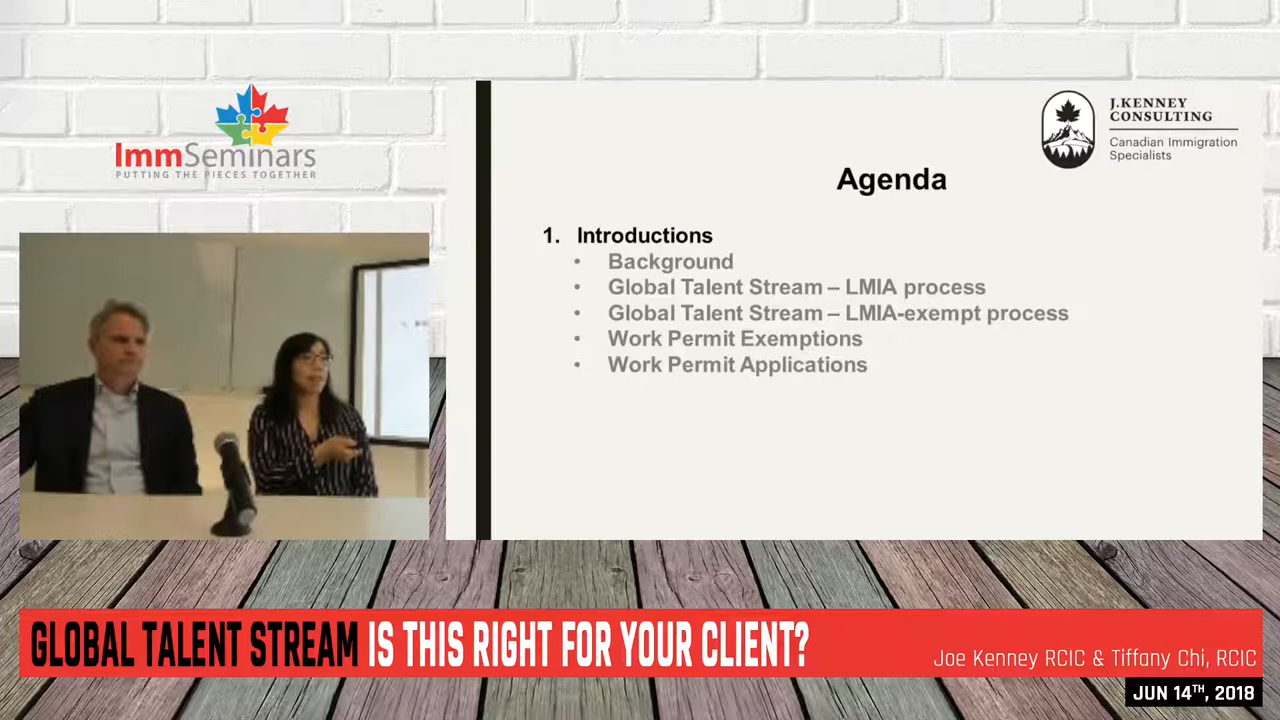 ImmSeminars
PUTTING THE PIECES TOGETHER
J.KENNEY
CONSULTING
Canadian Immigration
Specialists
Agenda
1. Introductions
• Background
• Global Talent Stream – LMIA process
• Global Talent Stream – LMIA-exempt process
• Work Permit Exemptions
• Work Permit Applications
GLOBAL TALENT STREAM IS THIS RIGHT FOR YOUR CLIENT?
Joe Kenney RCIC & Tiffany Chi, RCIC
JUN 14TH, 2018